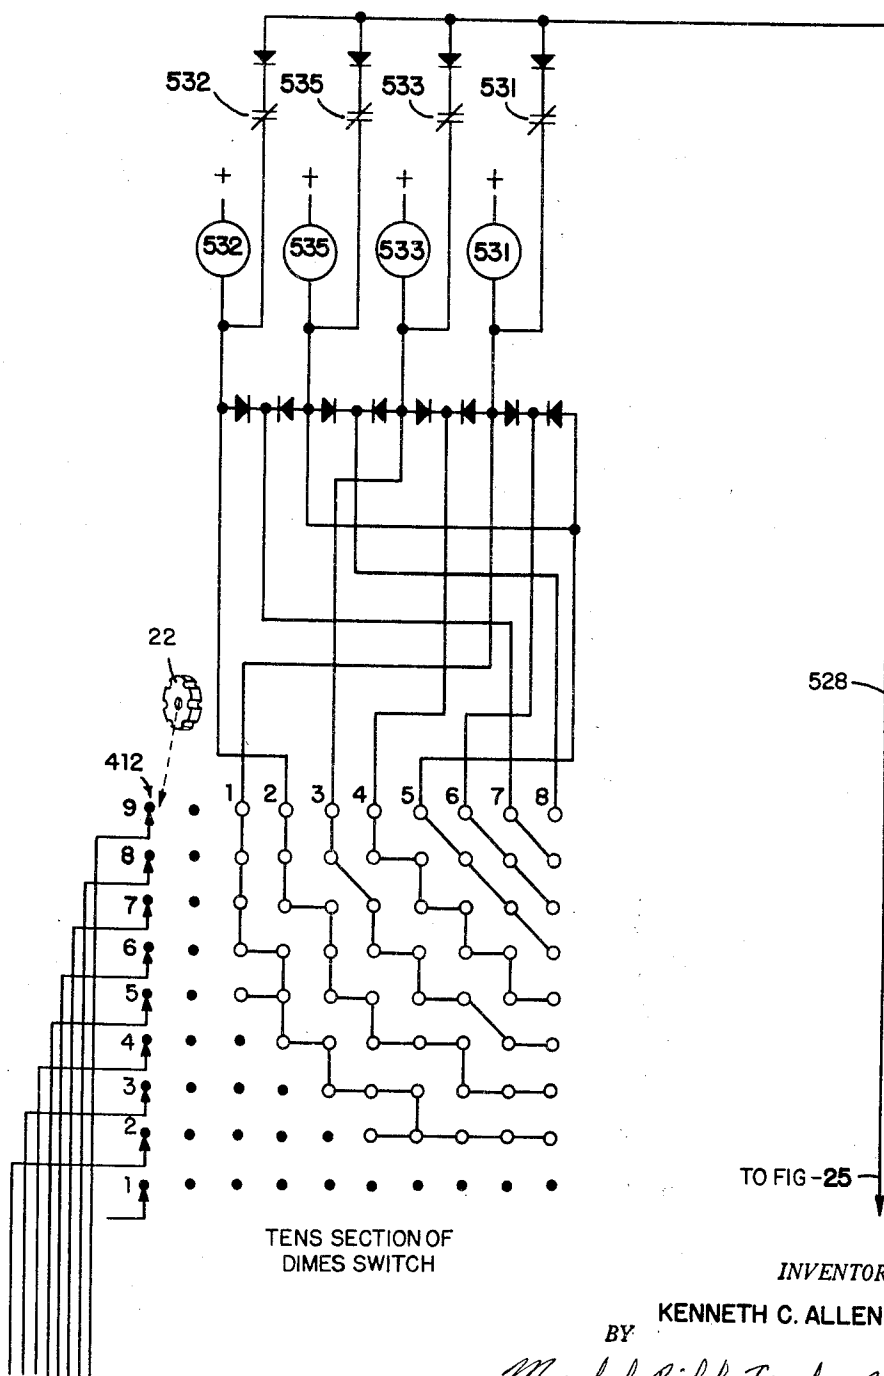 532 535 533 531
+ + + +
532 535 533 531
22
528
412
1 2 3 4 5 6 7 8
9
8
7
6
5
4
3
2
1
TO FIG-25
TENS SECTION OF
DIMES SWITCH
INVENTOR
KENNETH C. ALLEN
BY